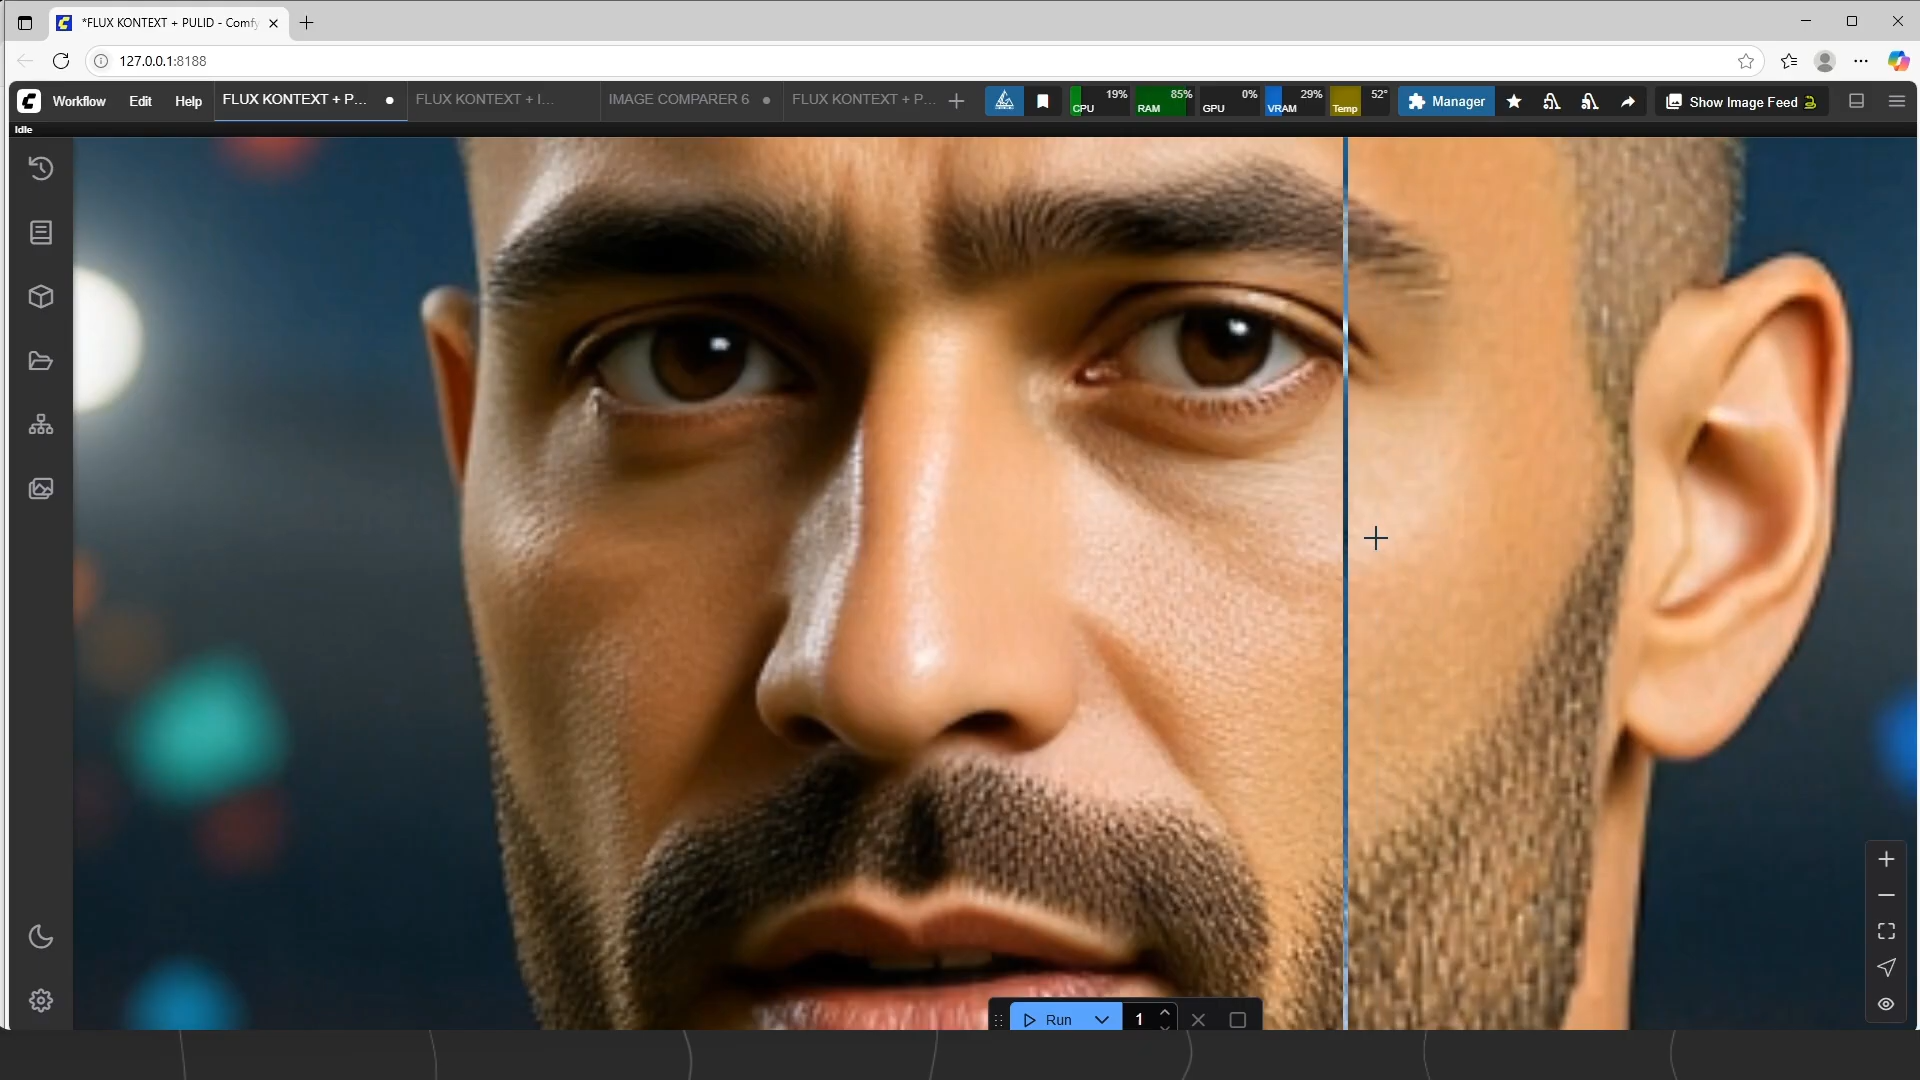 *FLUX KONTEXT + PULID - Comfy
127.0.0.1:8188
Workflow Edit Help FLUX KONTEXT + P... FLUX KONTEXT + I... IMAGE COMPARER 6 FLUX KONTEXT + P... CPU 19% RAM 85% GPU 0% VRAM 29% Temp 52° Manager Show Image Feed
Idle
Run 1